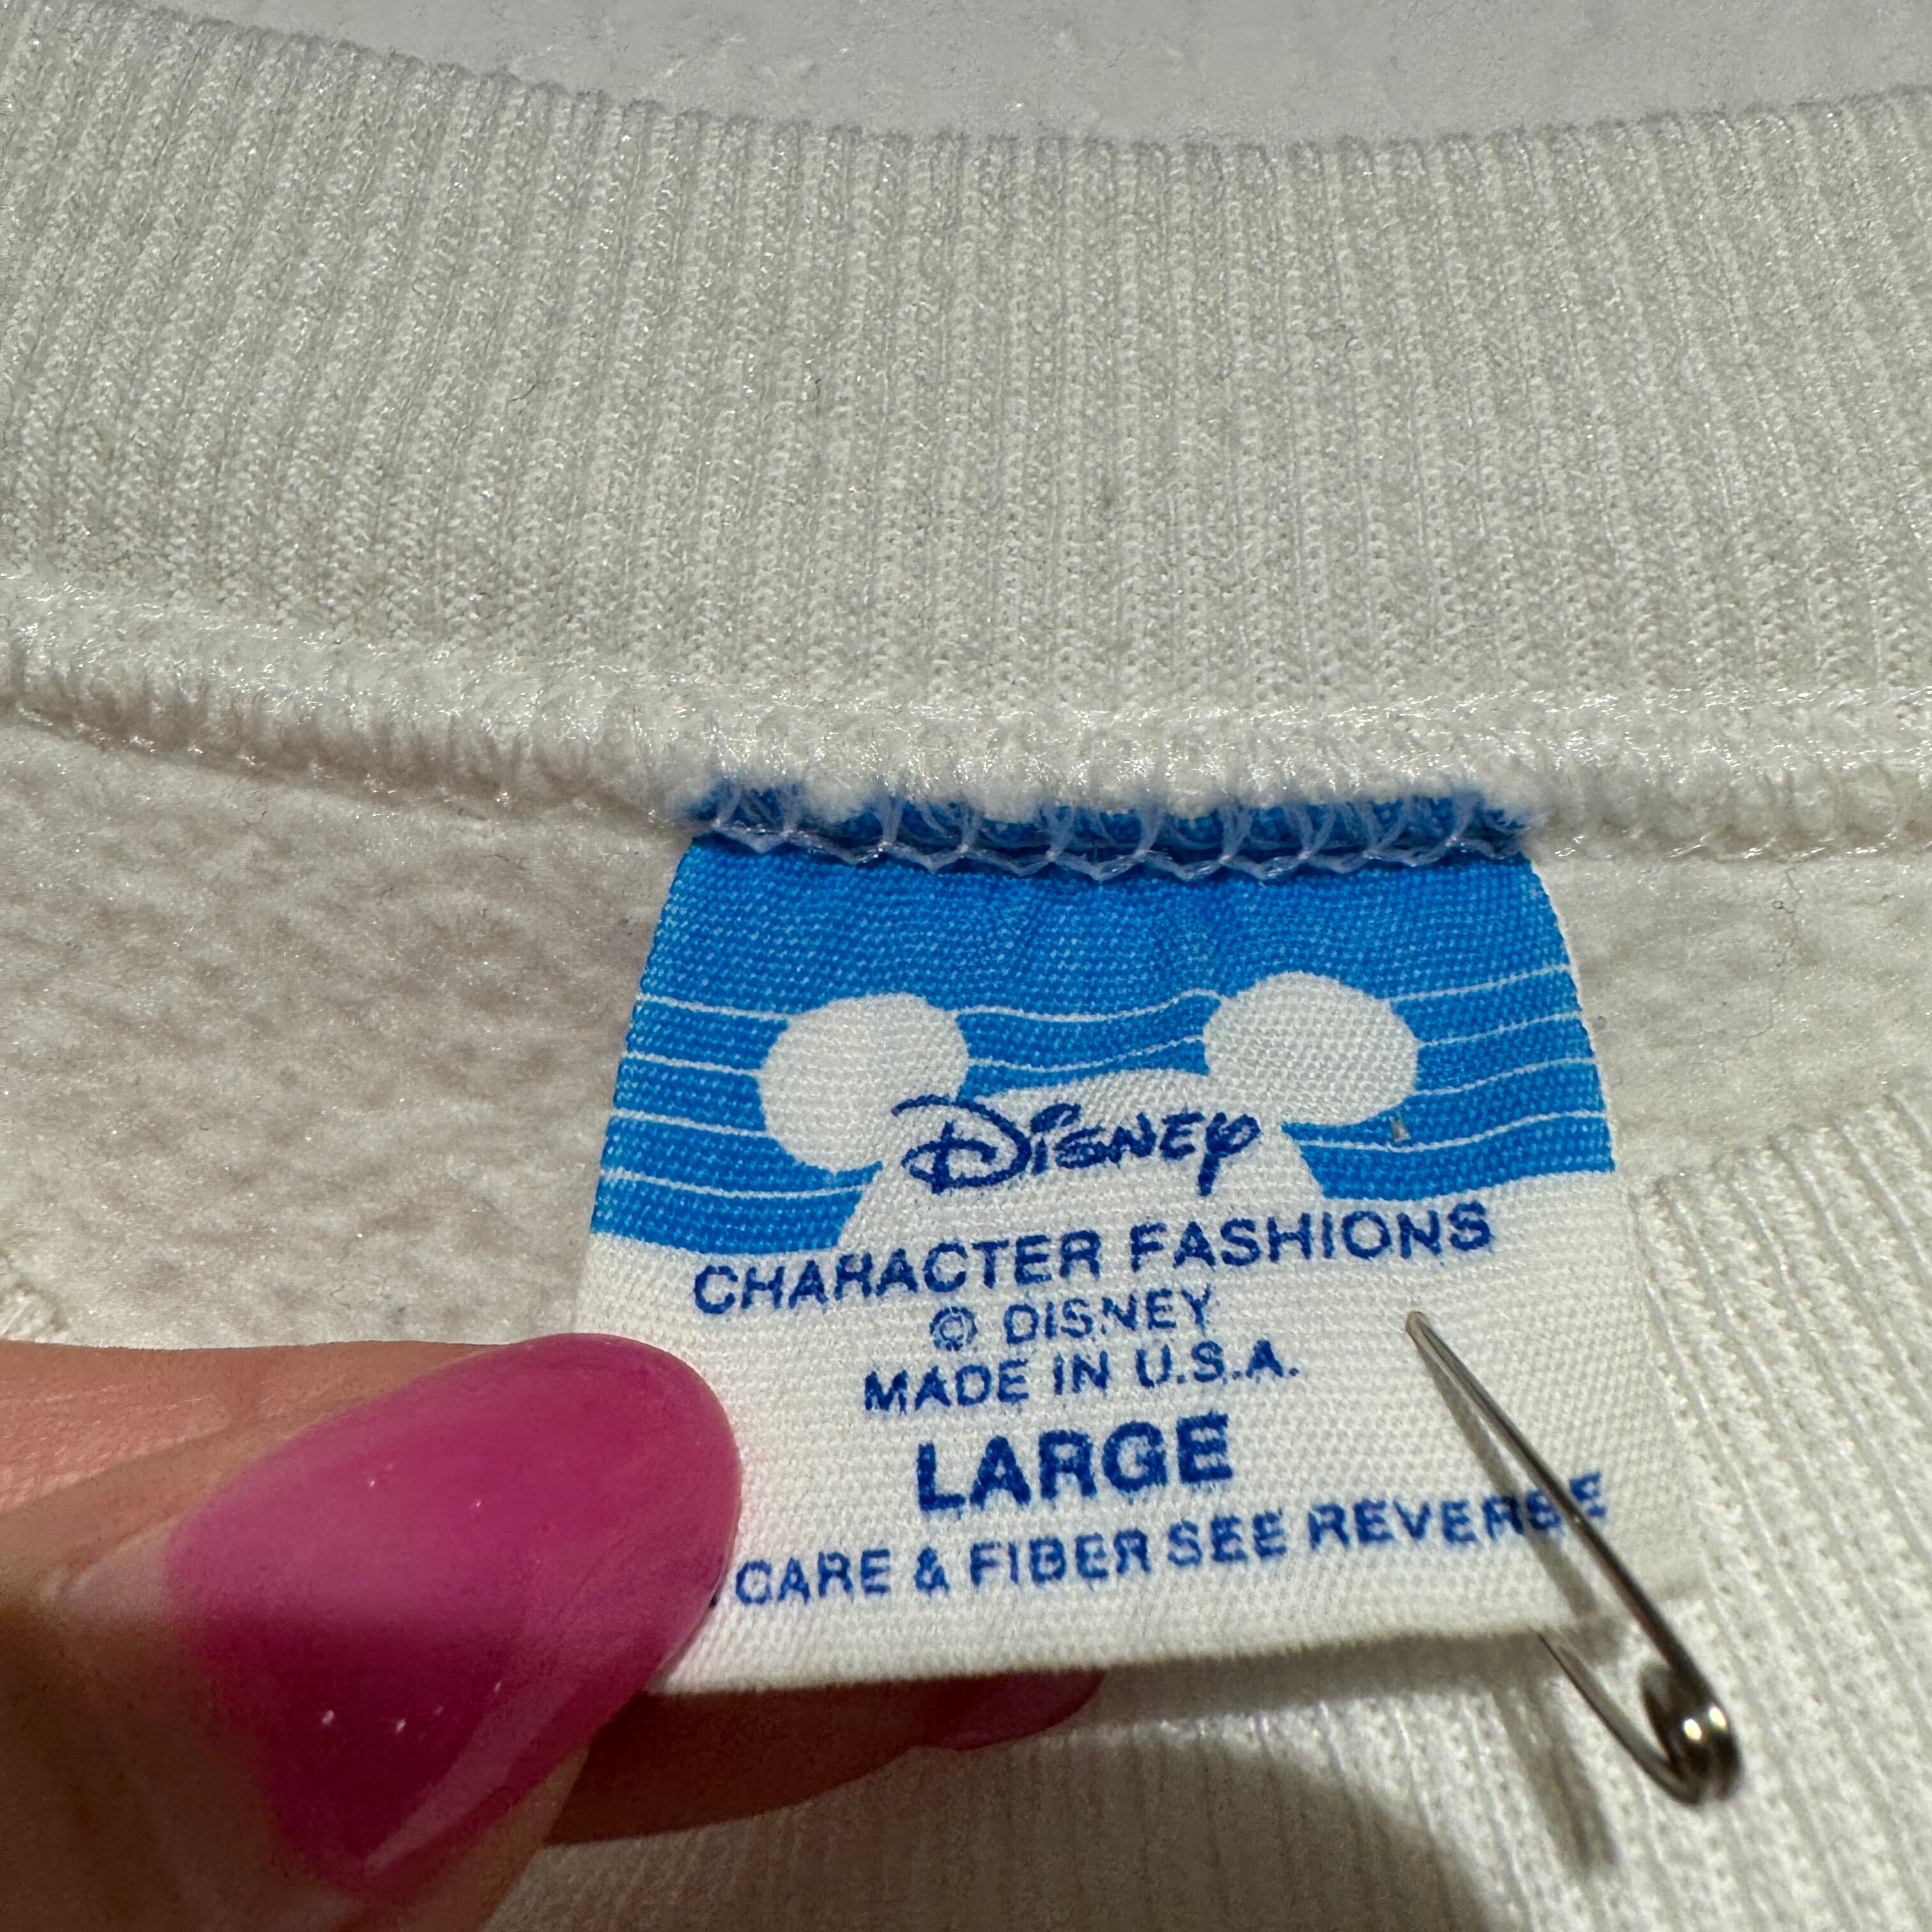 Disney
CHARACTER FASHIONS
© DISNEY
MADE IN U.S.A.
LARGE
CARE & FIBER SEE REVERSE